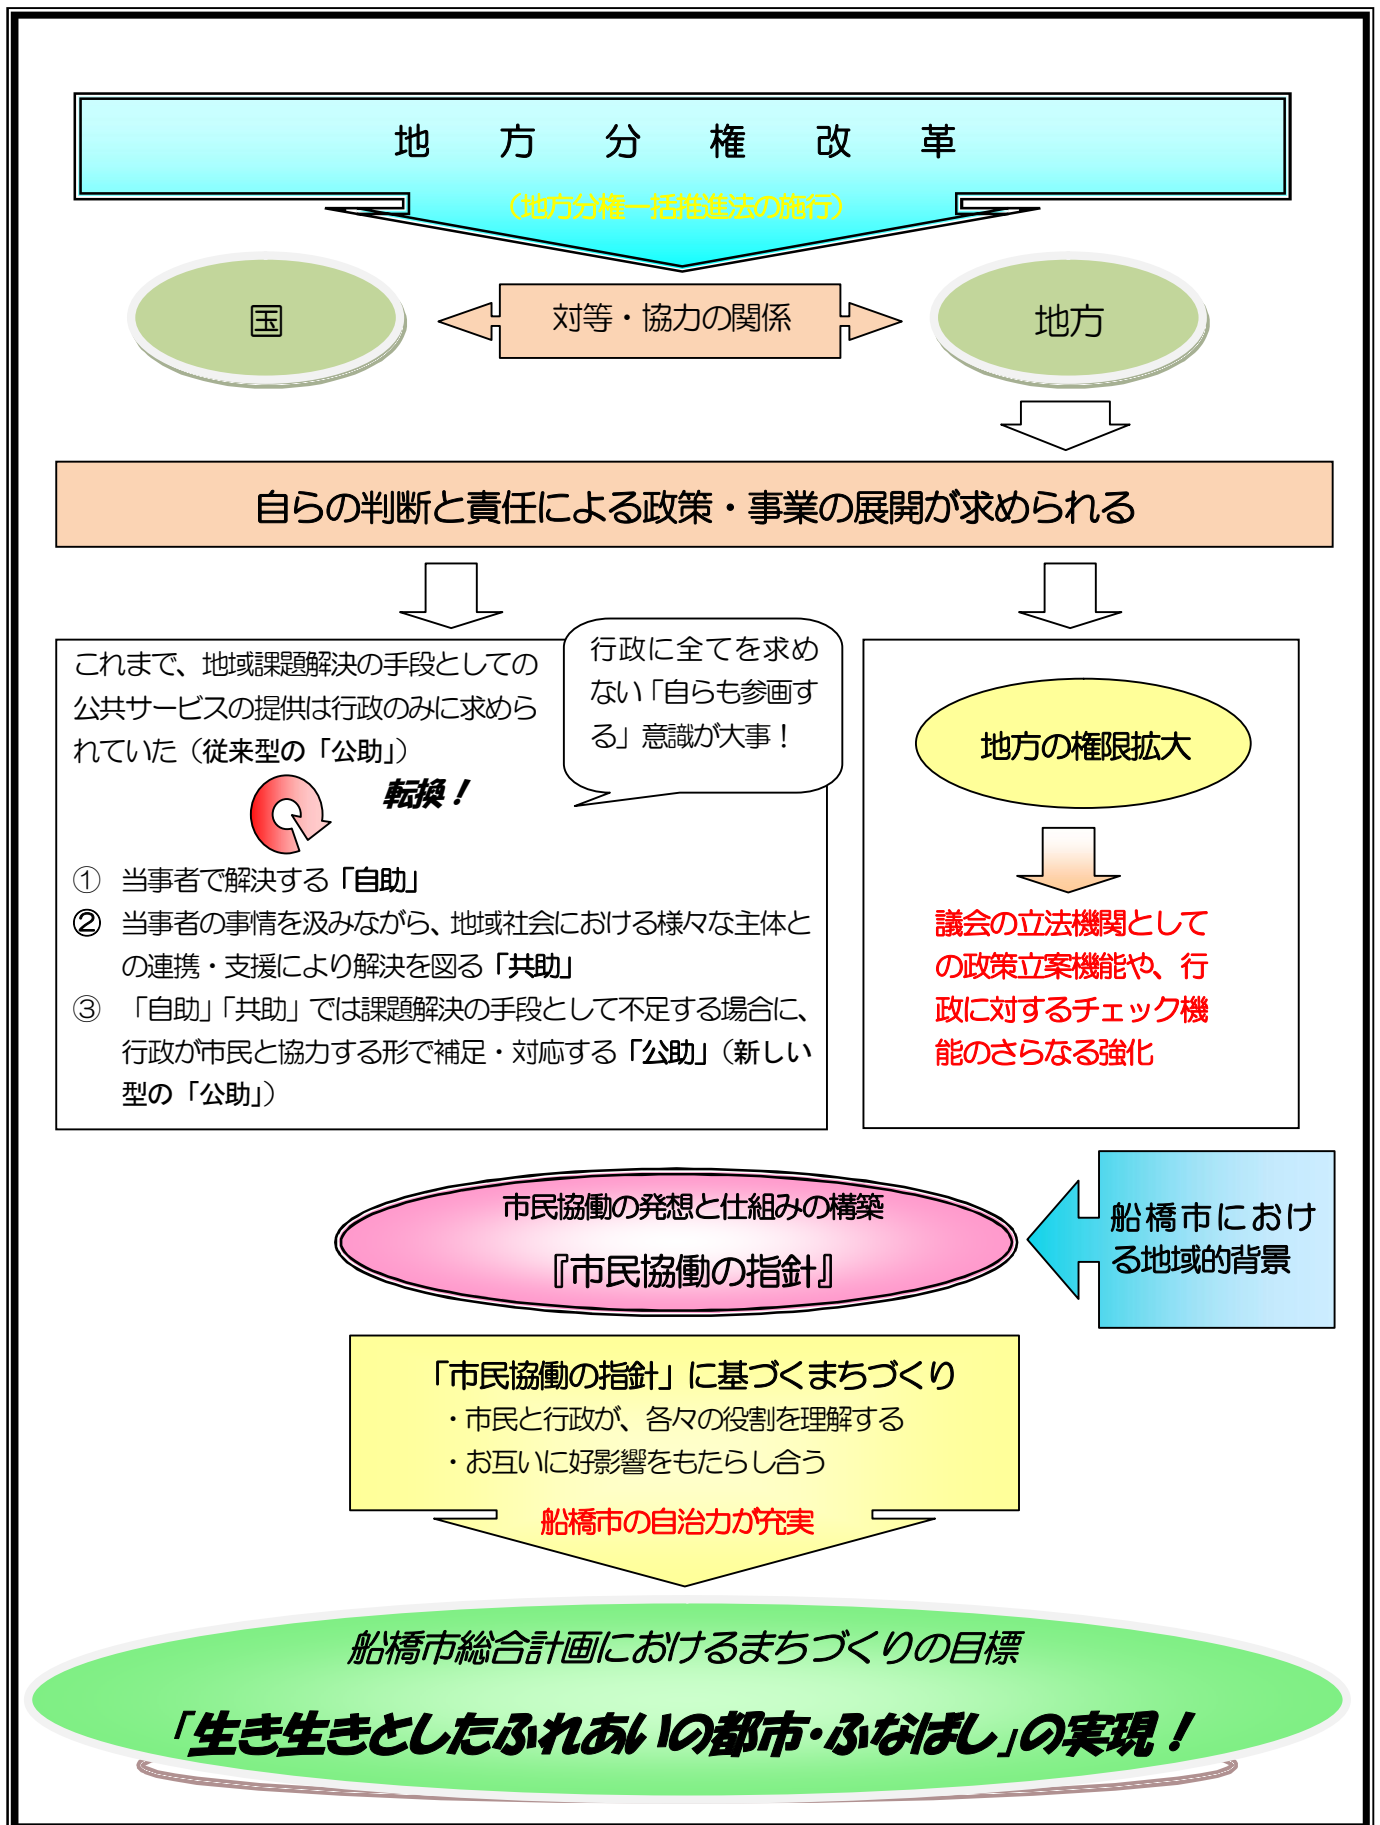 地方分権改革
(地方分権一括推進法の施行)
国
対等・協力の関係
地方
自らの判断と責任による政策・事業の展開が求められる
これまで、地域課題解決の手段としての
公共サービスの提供は行政のみに求めら
れていた（従来型の「公助」）
行政に全てを求め
ない「自らも参画す
る」意識が大事！
転換！
① 当事者で解決する「自助」
② 当事者の事情を汲みながら、地域社会における様々な主体と
の連携・支援により解決を図る「共助」
③ 「自助」「共助」では課題解決の手段として不足する場合に、
行政が市民と協力する形で補足・対応する「公助」（新しい
型の「公助」）
地方の権限拡大
議会の立法機関として
の政策立案機能や、行
政に対するチェック機
能のさらなる強化
市民協働の発想と仕組みの構築
『市民協働の指針』
船橋市におけ
る地域的背景
「市民協働の指針」に基づくまちづくり
・市民と行政が、各々の役割を理解する
・お互いに好影響をもたらし合う
船橋市の自治力が充実
船橋市総合計画におけるまちづくりの目標
「生き生きとしたふれあいの都市・ふなばし」の実現！